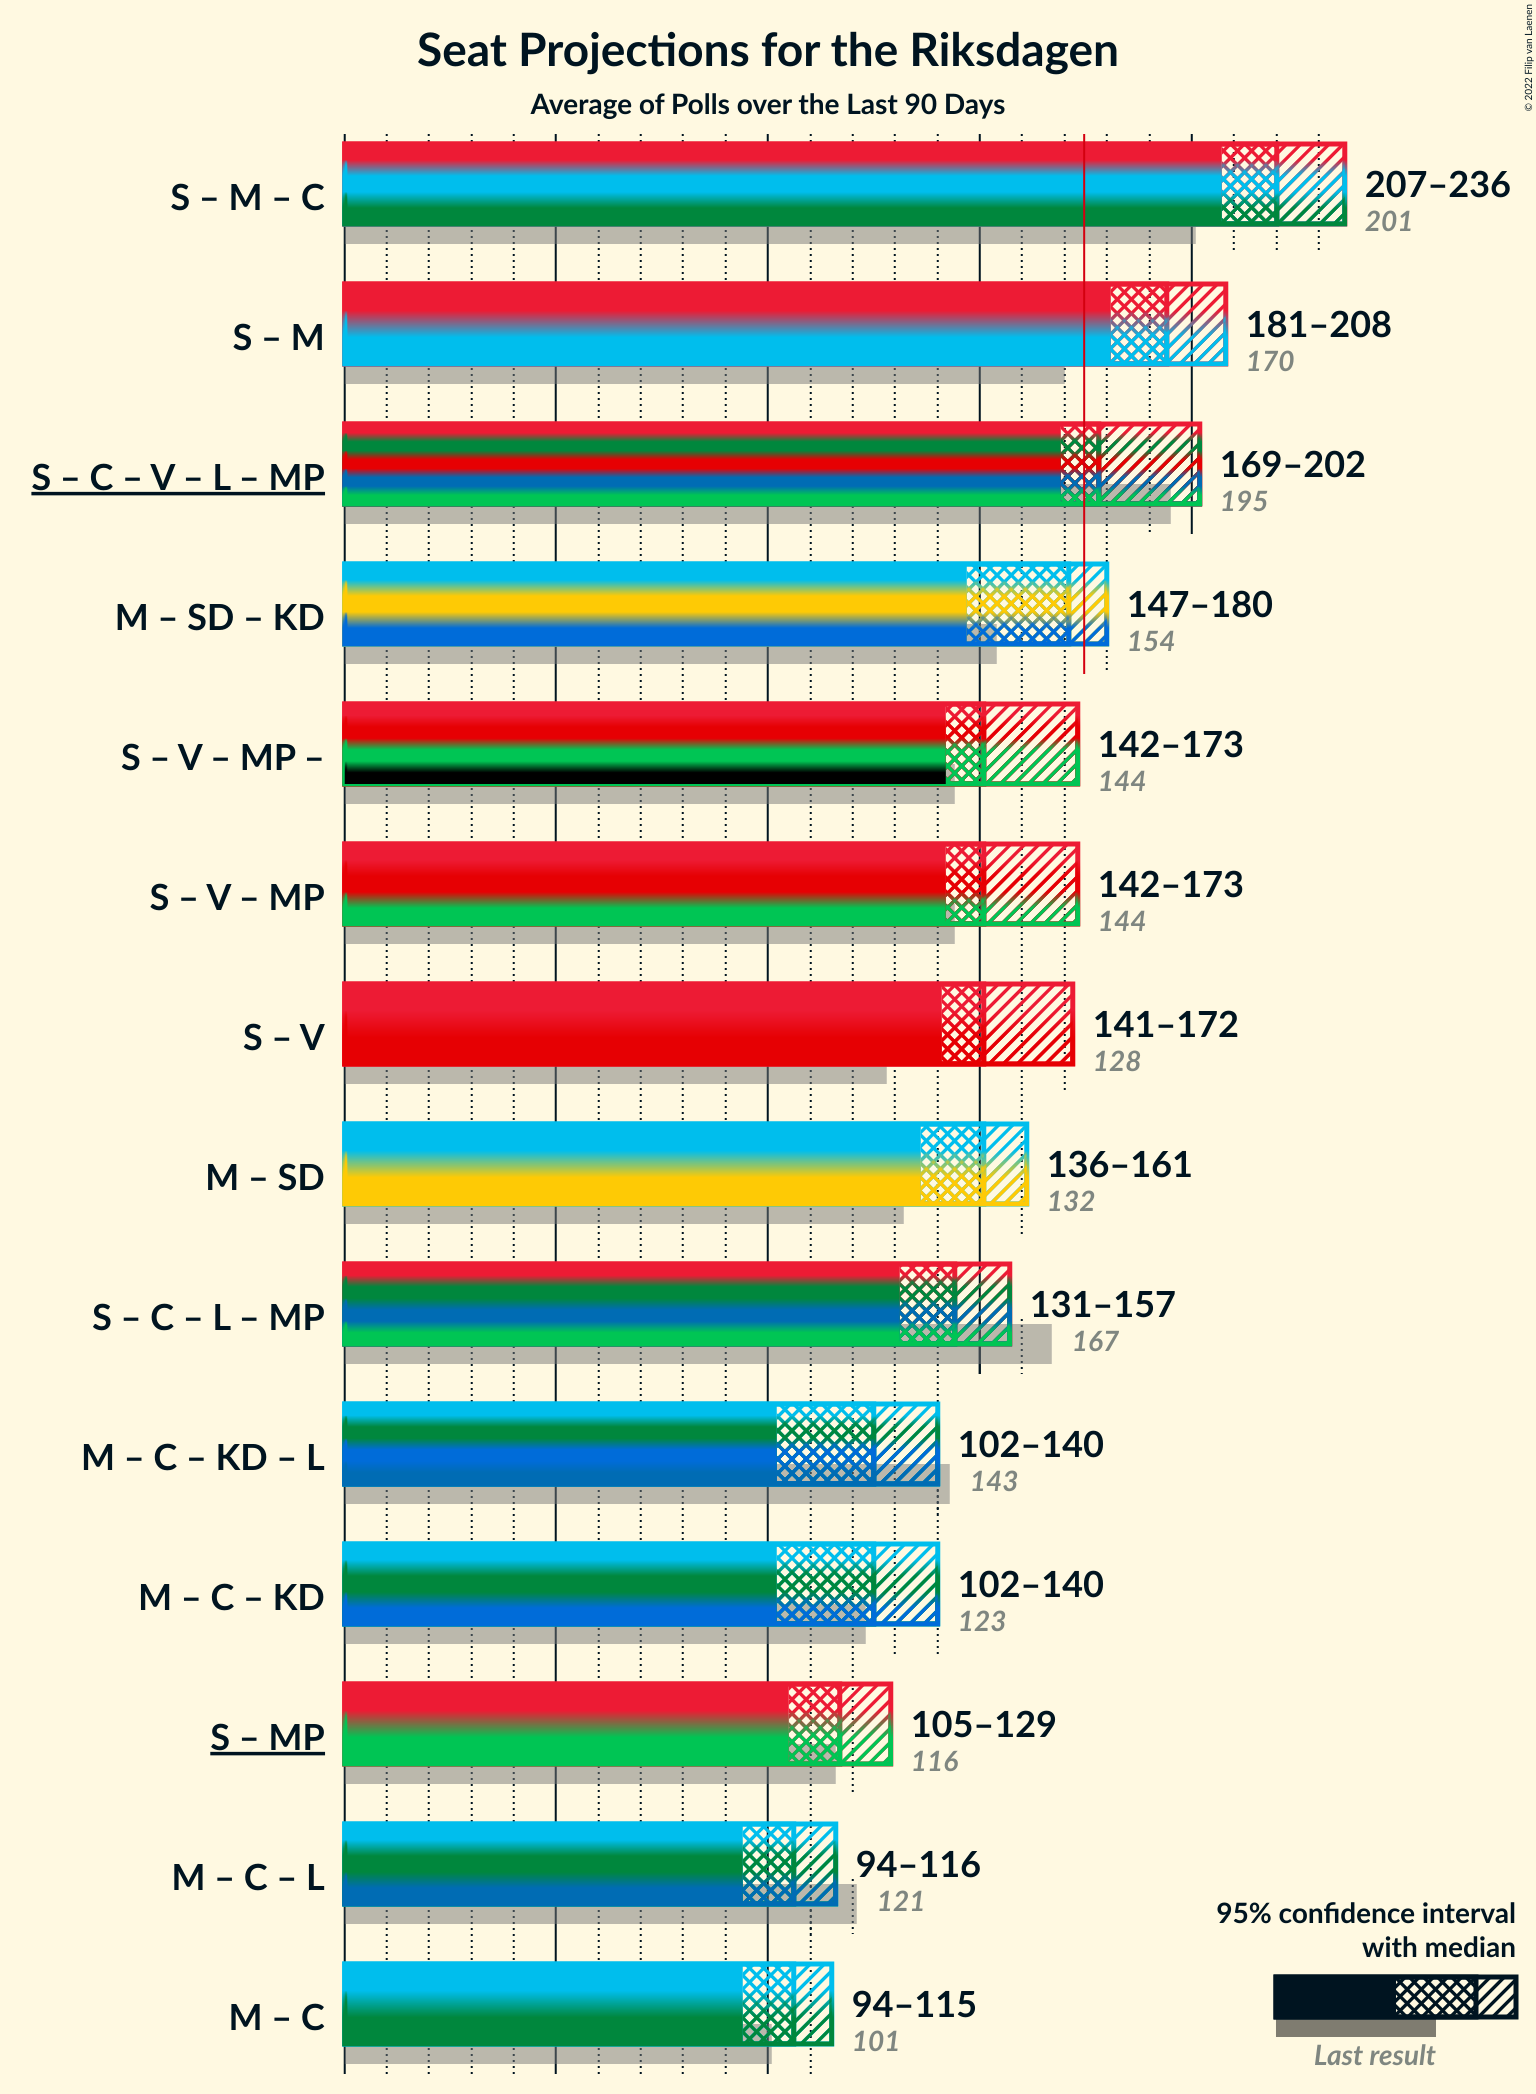 Seat Projections for the Riksdagen
Average of Polls over the Last 90 Days
© 2022 Filip van Laenen
S – M – C
207–236
201
S – M
181–208
170
S – C – V – L – MP
169–202
195
M – SD – KD
147–180
154
S – V – MP –
142–173
144
S – V – MP
142–173
144
S – V
141–172
128
M – SD
136–161
132
S – C – L – MP
131–157
167
M – C – KD – L
102–140
143
M – C – KD
102–140
123
S – MP
105–129
116
M – C – L
94–116
121
M – C
94–115
101
95% confidence interval
with median
Last result